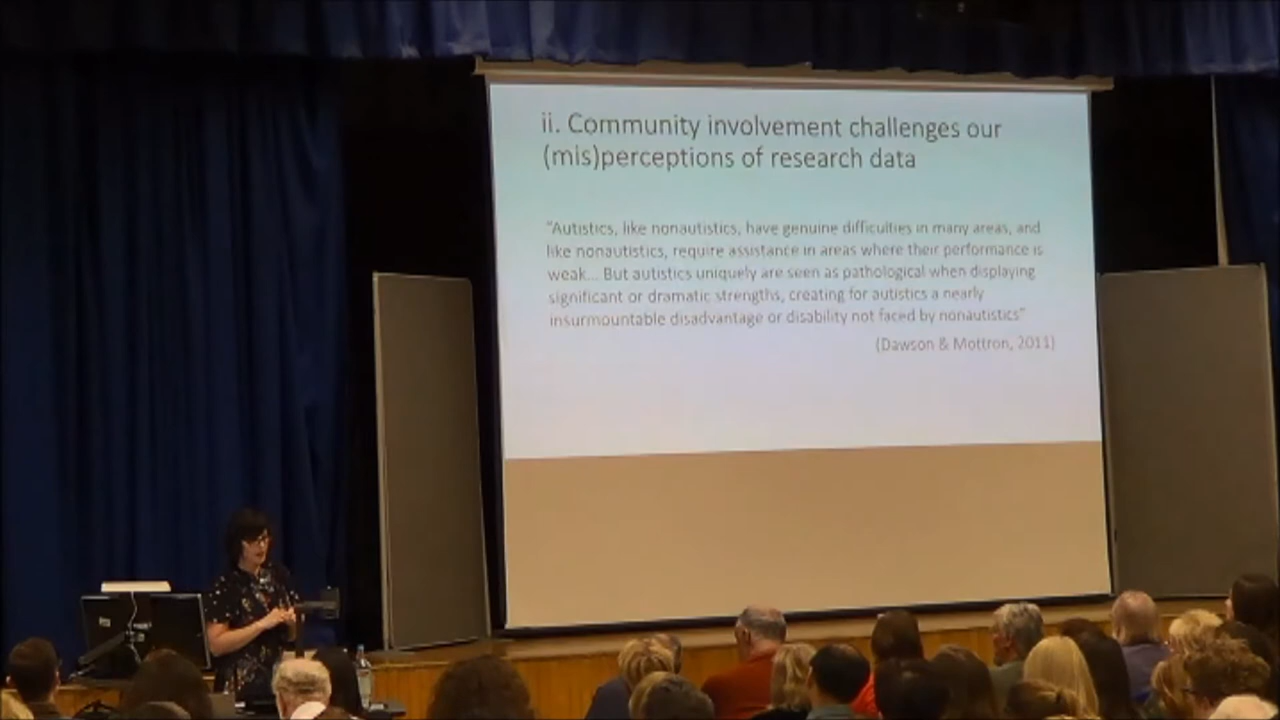 ii. Community involvement challenges our
(mis)perceptions of research data
"Autistics, like nonautistics, have genuine difficulties in many areas, and
like nonautistics, require assistance in areas where their performance is
weak... But autistics uniquely are seen as pathological when displaying
significant or dramatic strengths, creating for autistics a nearly
insurmountable disadvantage or disability not faced by nonautistics"
(Dawson & Mottron, 2011)